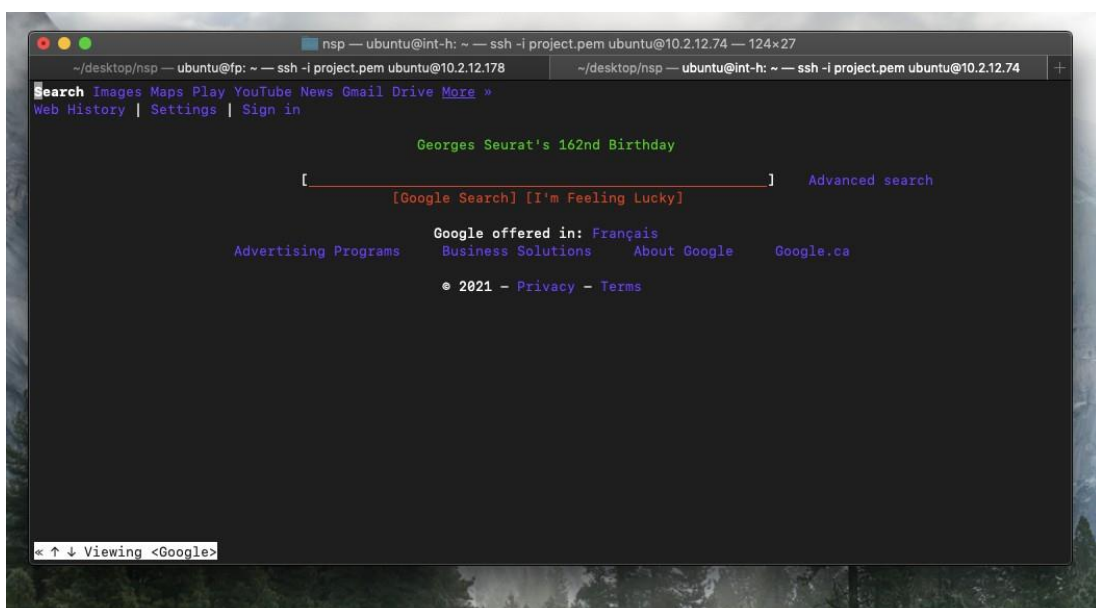 nsp — ubuntu@int-h: ~ — ssh -i project.pem ubuntu@10.2.12.74 — 124×27
~/desktop/nsp — ubuntu@fp: ~ — ssh -i project.pem ubuntu@10.2.12.178
~/desktop/nsp — ubuntu@int-h: ~ — ssh -i project.pem ubuntu@10.2.12.74 +
Search Images Maps Play YouTube News Gmail Drive More »
Web History | Settings | Sign in
Georges Seurat's 162nd Birthday
[_______________________________________________________] Advanced search
[Google Search] [I'm Feeling Lucky]
Google offered in: Français
Advertising Programs Business Solutions About Google Google.ca
© 2021 – Privacy – Terms
« ↑ ↓ Viewing <Google>